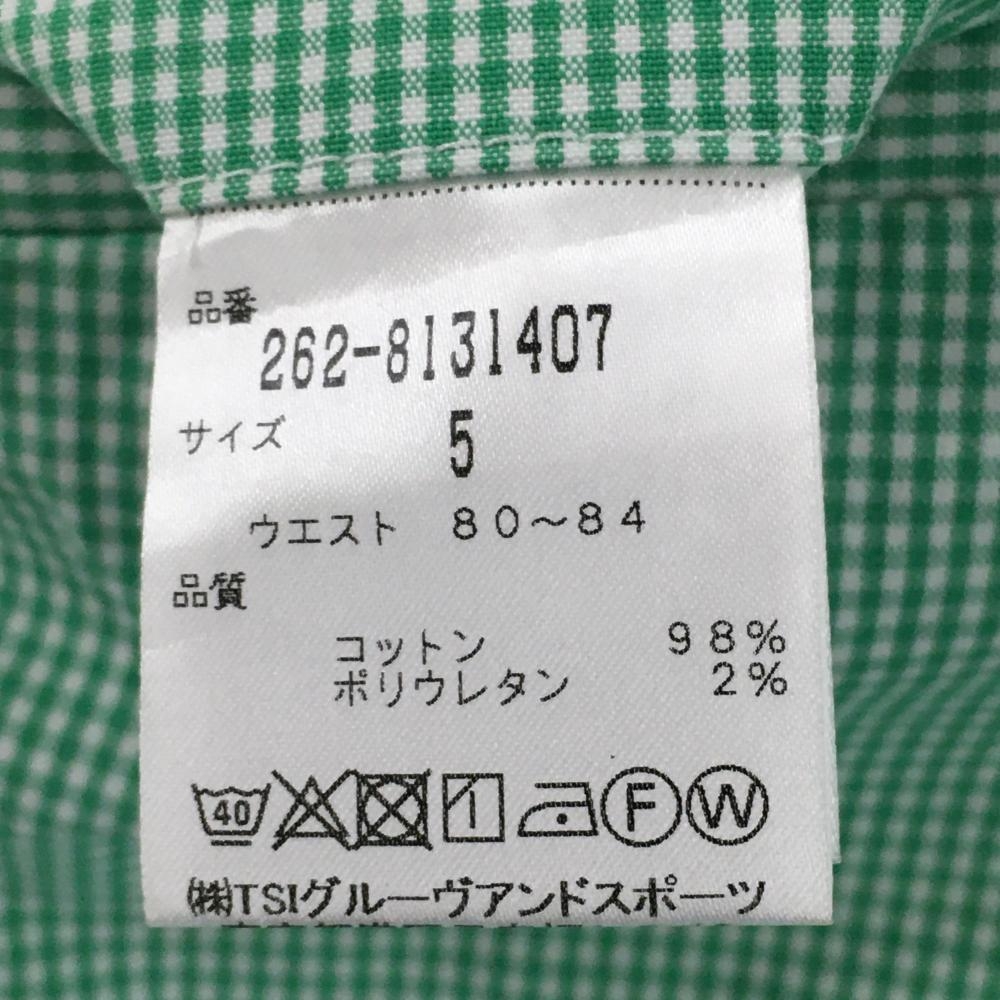 品番
262-8131407
サイズ 5
ウエスト 80～84
品質
コットン 98%
ポリウレタン 2%
40 F W
㈱TSIグルーヴアンドスポーツ